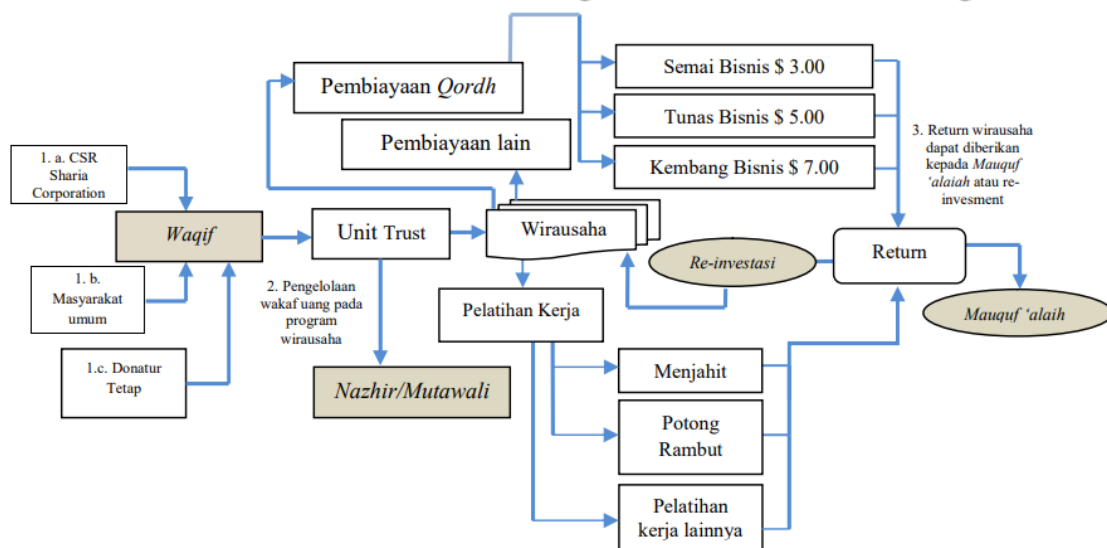 Pembiayaan Qordh
Pembiayaan lain
Semai Bisnis $ 3.00
Tunas Bisnis $ 5.00
Kembang Bisnis $ 7.00
3. Return wirausaha
dapat diberikan
kepada Mauquf
‘alaiah atau re-
invesment
1. a. CSR
Sharia
Corporation
Waqif
1. b.
Masyarakat
umum
1.c. Donatur
Tetap
Unit Trust
2. Pengelolaan
wakaf uang pada
program
wirausaha
Nazhir/Mutawali
Wirausaha
Pelatihan Kerja
Re-investasi
Return
Mauquf ‘alaih
Menjahit
Potong
Rambut
Pelatihan
kerja lainnya